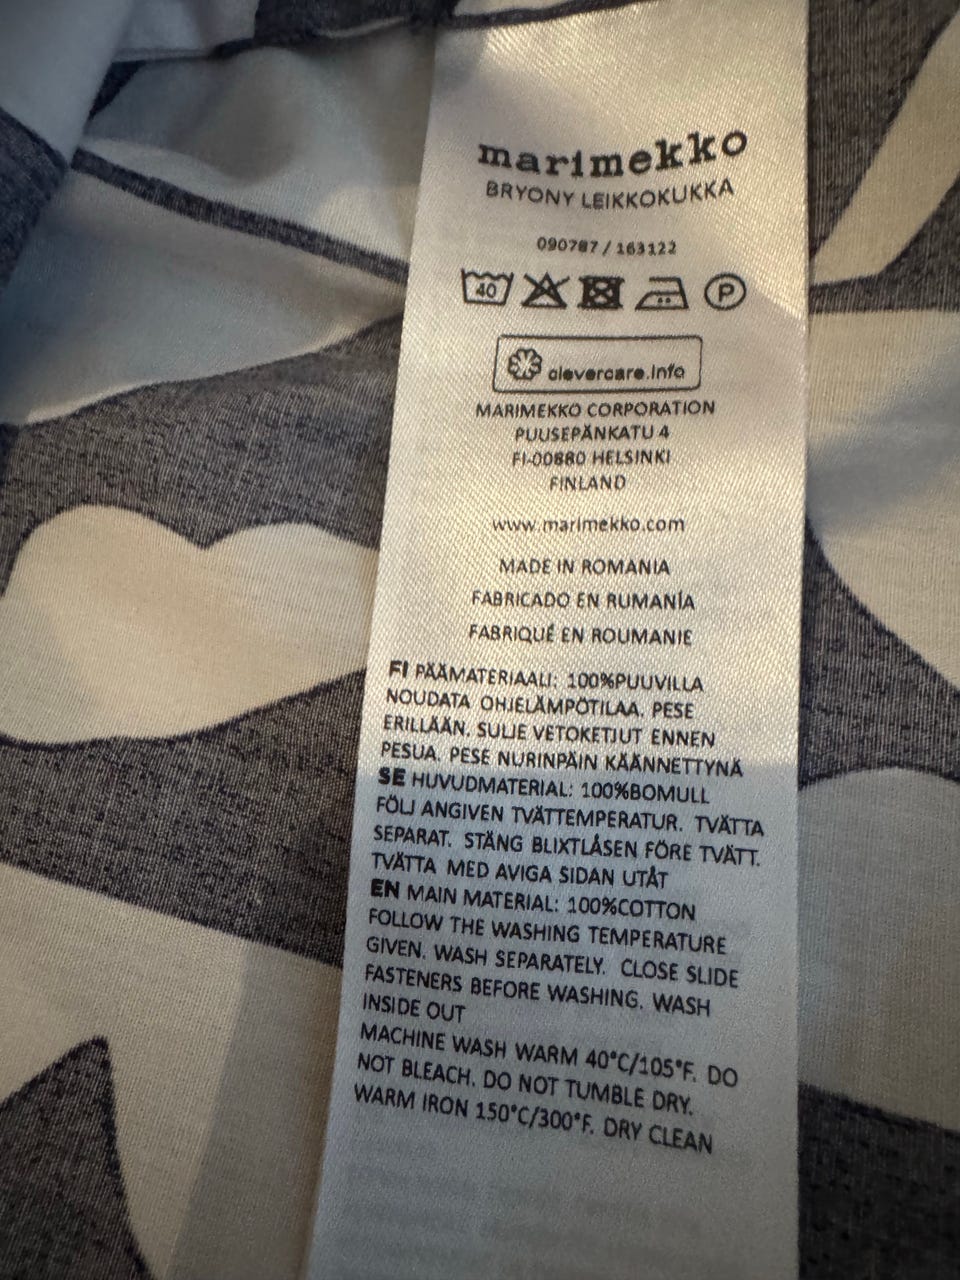 marimekko
BRYONY LEIKKOKUKKA
090787 / 163122
40 P
clevercare.info
MARIMEKKO CORPORATION
PUUSEPÄNKATU 4
FI-00880 HELSINKI
FINLAND
www.marimekko.com
MADE IN ROMANIA
FABRICADO EN RUMANÍA
FABRIQUÉ EN ROUMANIE
FI PÄÄMATERIAALI: 100%PUUVILLA
NOUDATA OHJELÄMPÖTILAA. PESE
ERILLÄÄN. SULJE VETOKETJUT ENNEN
PESUA. PESE NURINPÄIN KÄÄNNETTYNÄ
SE HUVUDMATERIAL: 100%BOMULL
FÖLJ ANGIVEN TVÄTTEMPERATUR. TVÄTTA
SEPARAT. STÄNG BLIXTLÅSEN FÖRE TVÄTT.
TVÄTTA MED AVIGA SIDAN UTÅT
EN MAIN MATERIAL: 100%COTTON
FOLLOW THE WASHING TEMPERATURE
GIVEN. WASH SEPARATELY. CLOSE SLIDE
FASTENERS BEFORE WASHING. WASH
INSIDE OUT
MACHINE WASH WARM 40°C/105°F. DO
NOT BLEACH. DO NOT TUMBLE DRY.
WARM IRON 150°C/300°F. DRY CLEAN